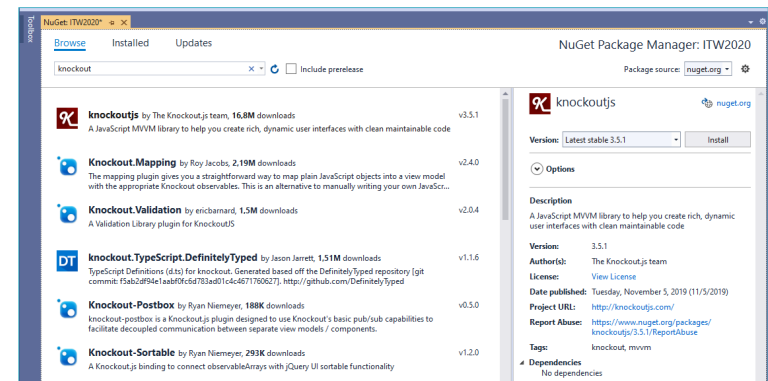 Toolbox
NuGet: ITW2020*
Browse Installed Updates
NuGet Package Manager: ITW2020
knockout
Include prerelease
Package source: nuget.org
knockoutjs by The Knockout.js team, 16,8M downloads v3.5.1
A JavaScript MVVM library to help you create rich, dynamic user interfaces with clean maintainable code
Knockout.Mapping by Roy Jacobs, 2,19M downloads v2.4.0
The mapping plugin gives you a straightforward way to map plain JavaScript objects into a view model
with the appropriate Knockout observables. This is an alternative to manually writing your own JavaScr...
Knockout.Validation by ericbarnard, 1,5M downloads v2.0.4
A Validation Library plugin for KnockoutJS
DT
knockout.TypeScript.DefinitelyTyped by Jason Jarrett, 1,51M downloads v1.1.6
TypeScript Definitions (d.ts) for knockout. Generated based off the DefinitelyTyped repository [git
commit: f5ab2df94e1aabf0fc6d783ad01c4c4671760627]. http://github.com/DefinitelyTyped
Knockout-Postbox by Ryan Niemeyer, 188K downloads v0.5.0
knockout-postbox is a Knockout.js plugin designed to use Knockout's basic pub/sub capabilities to
facilitate decoupled communication between separate view models / components.
Knockout-Sortable by Ryan Niemeyer, 293K downloads v1.2.0
A Knockout.js binding to connect observableArrays with jQuery UI sortable functionality
knockoutjs
nuget.org
Version: Latest stable 3.5.1 Install
Options
Description
A JavaScript MVVM library to help you create rich, dynamic
user interfaces with clean maintainable code
Version: 3.5.1
Author(s): The Knockout.js team
License: View License
Date published: Tuesday, November 5, 2019 (11/5/2019)
Project URL: http://knockoutjs.com/
Report Abuse: https://www.nuget.org/packages/
knockoutjs/3.5.1/ReportAbuse
Tags: knockout, mvvm
Dependencies
No dependencies